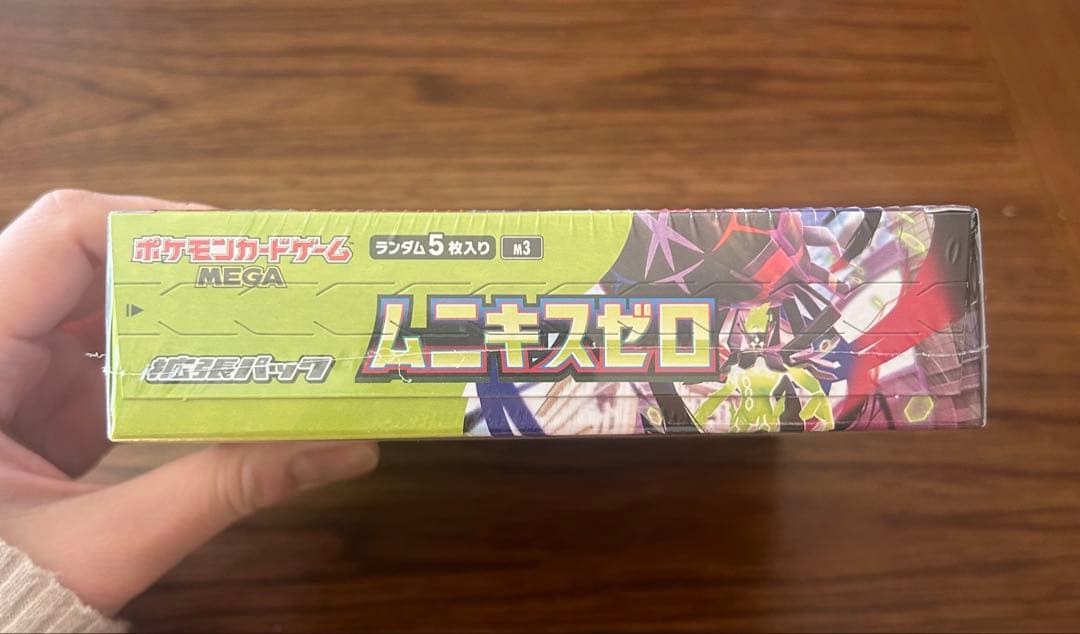 ポケモンカードゲーム
MEGA
ランダム5枚入り
M3
ムニキスゼロ
拡張パック